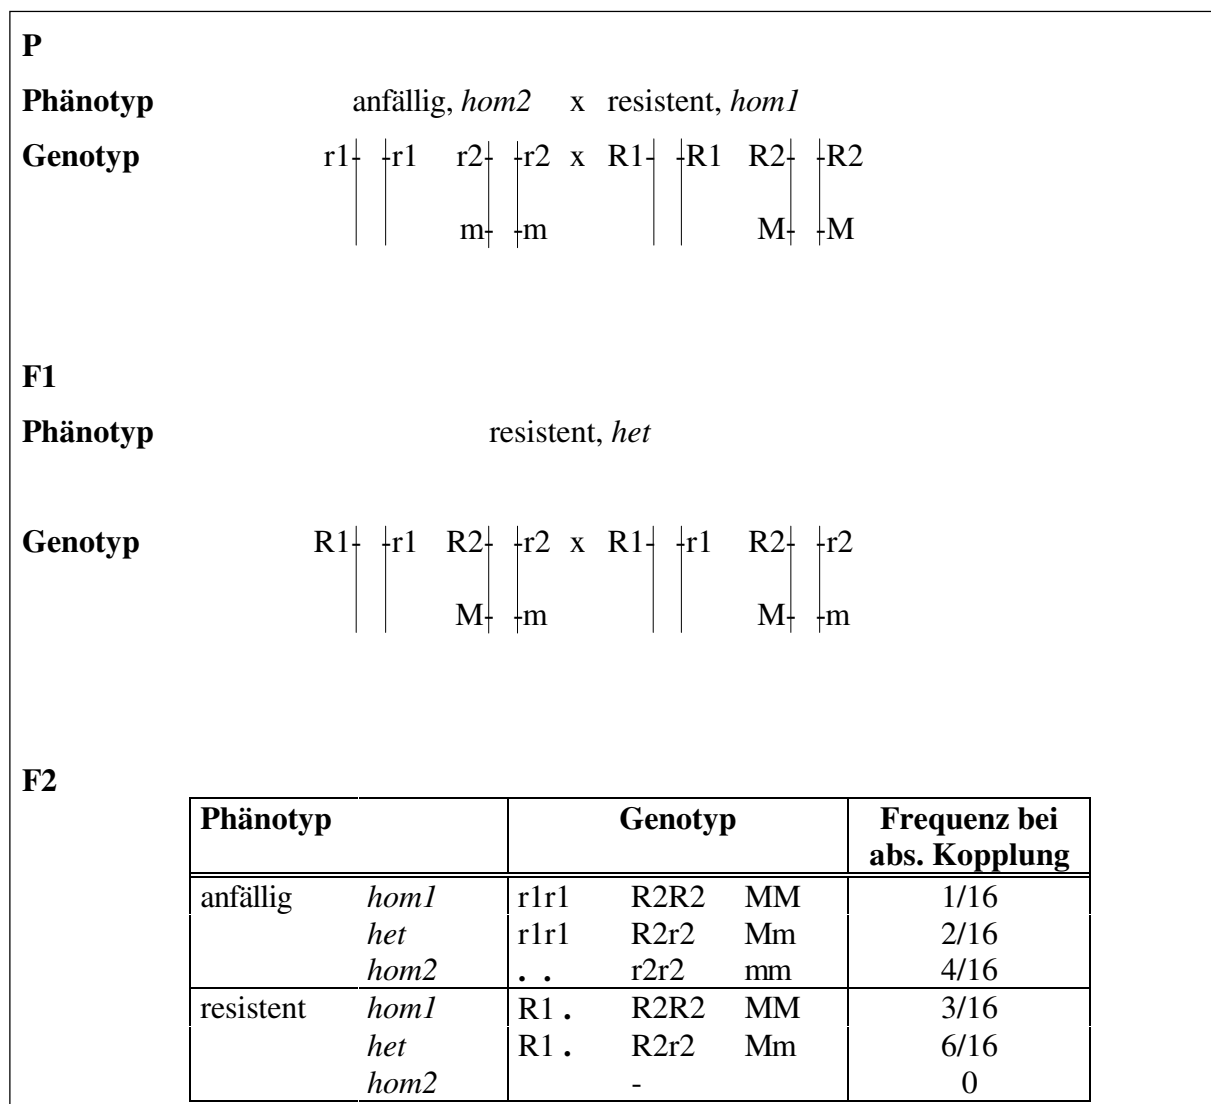 P
Phänotyp anfällig, hom2 x resistent, hom1
Genotyp r1 r1 r2 r2 x R1 R1 R2 R2
m m M M
F1
Phänotyp resistent, het
Genotyp R1 r1 R2 r2 x R1 r1 R2 r2
M m M m
F2
Phänotyp Genotyp Frequenz bei
abs. Kopplung
anfällig hom1 r1r1 R2R2 MM 1/16
het r1r1 R2r2 Mm 2/16
hom2 . . r2r2 mm 4/16
resistent hom1 R1 . R2R2 MM 3/16
het R1 . R2r2 Mm 6/16
hom2 - 0